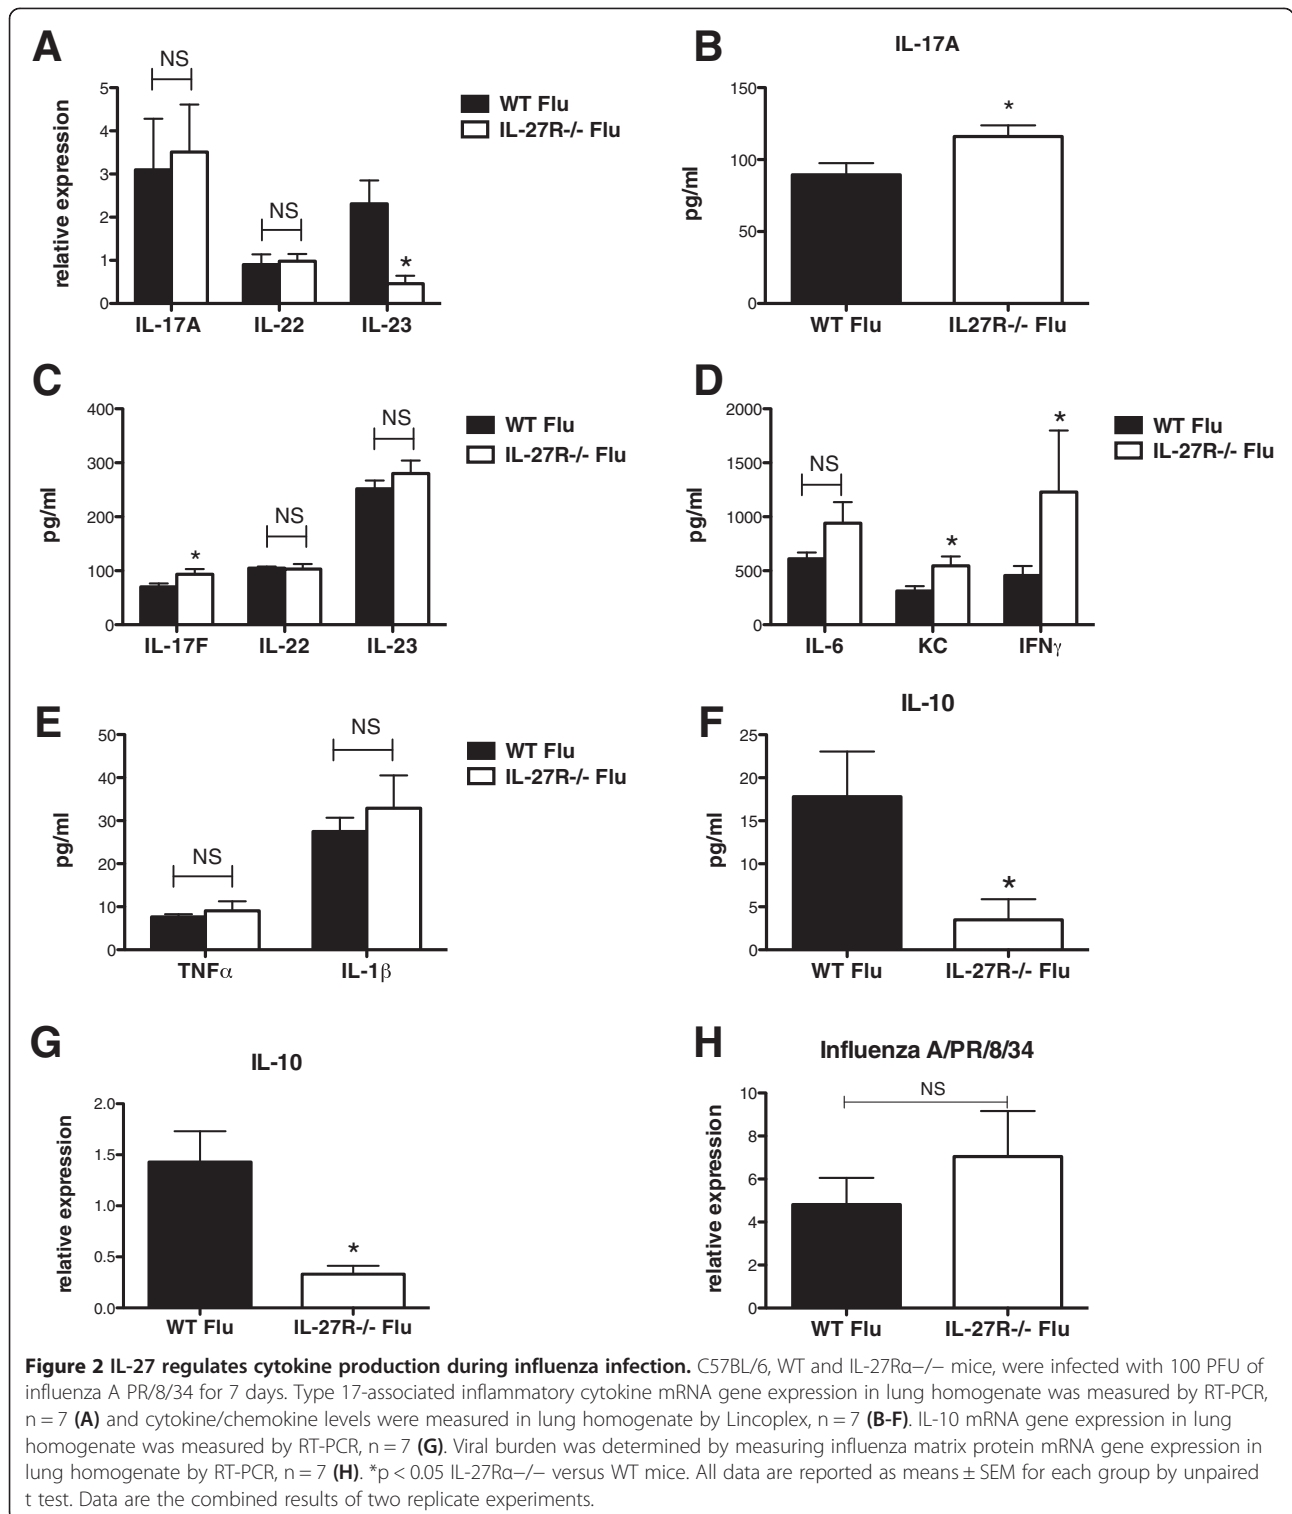 A
NS
5
4
3
2
1
0
relative expression
NS
*
IL-17A IL-22 IL-23
WT Flu
IL-27R-/- Flu
B
IL-17A
150
100
50
0
pg/ml
*
WT Flu IL27R-/- Flu
C
400
300
200
100
0
pg/ml
*
NS
NS
IL-17F IL-22 IL-23
WT Flu
IL-27R-/- Flu
D
2000
1500
1000
500
0
pg/ml
NS
*
*
IL-6 KC IFNγ
WT Flu
IL-27R-/- Flu
E
50
40
30
20
10
0
pg/ml
NS
NS
TNFα IL-1β
WT Flu
IL-27R-/- Flu
F
IL-10
25
20
15
10
5
0
pg/ml
*
WT Flu IL-27R-/- Flu
G
IL-10
2.0
1.5
1.0
0.5
0.0
relative expression
*
WT Flu IL-27R-/- Flu
H
Influenza A/PR/8/34
10
8
6
4
2
0
relative expression
NS
WT Flu IL-27R-/- Flu
Figure 2 IL-27 regulates cytokine production during influenza infection. C57BL/6, WT and IL-27Rα−/− mice, were infected with 100 PFU of
influenza A PR/8/34 for 7 days. Type 17-associated inflammatory cytokine mRNA gene expression in lung homogenate was measured by RT-PCR,
n = 7 (A) and cytokine/chemokine levels were measured in lung homogenate by Lincoplex, n = 7 (B-F). IL-10 mRNA gene expression in lung
homogenate was measured by RT-PCR, n = 7 (G). Viral burden was determined by measuring influenza matrix protein mRNA gene expression in
lung homogenate by RT-PCR, n = 7 (H). *p < 0.05 IL-27Rα−/− versus WT mice. All data are reported as means ± SEM for each group by unpaired
t test. Data are the combined results of two replicate experiments.